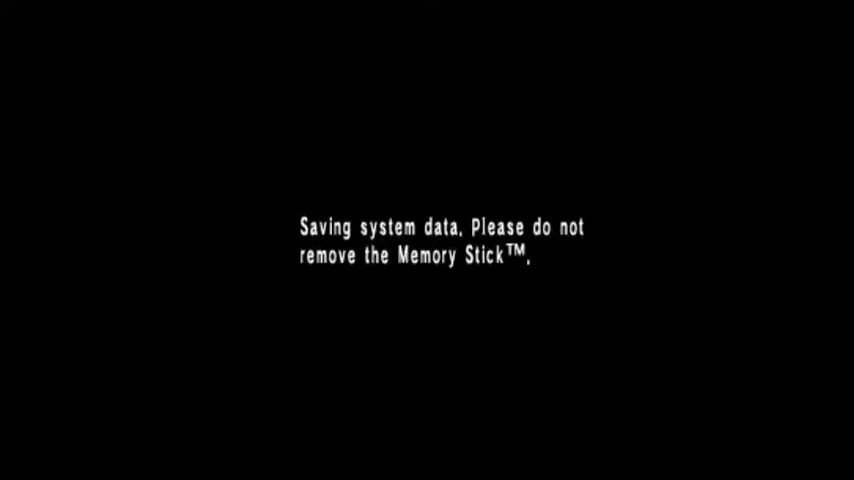 Saving system data. Please do not
remove the Memory Stick™.